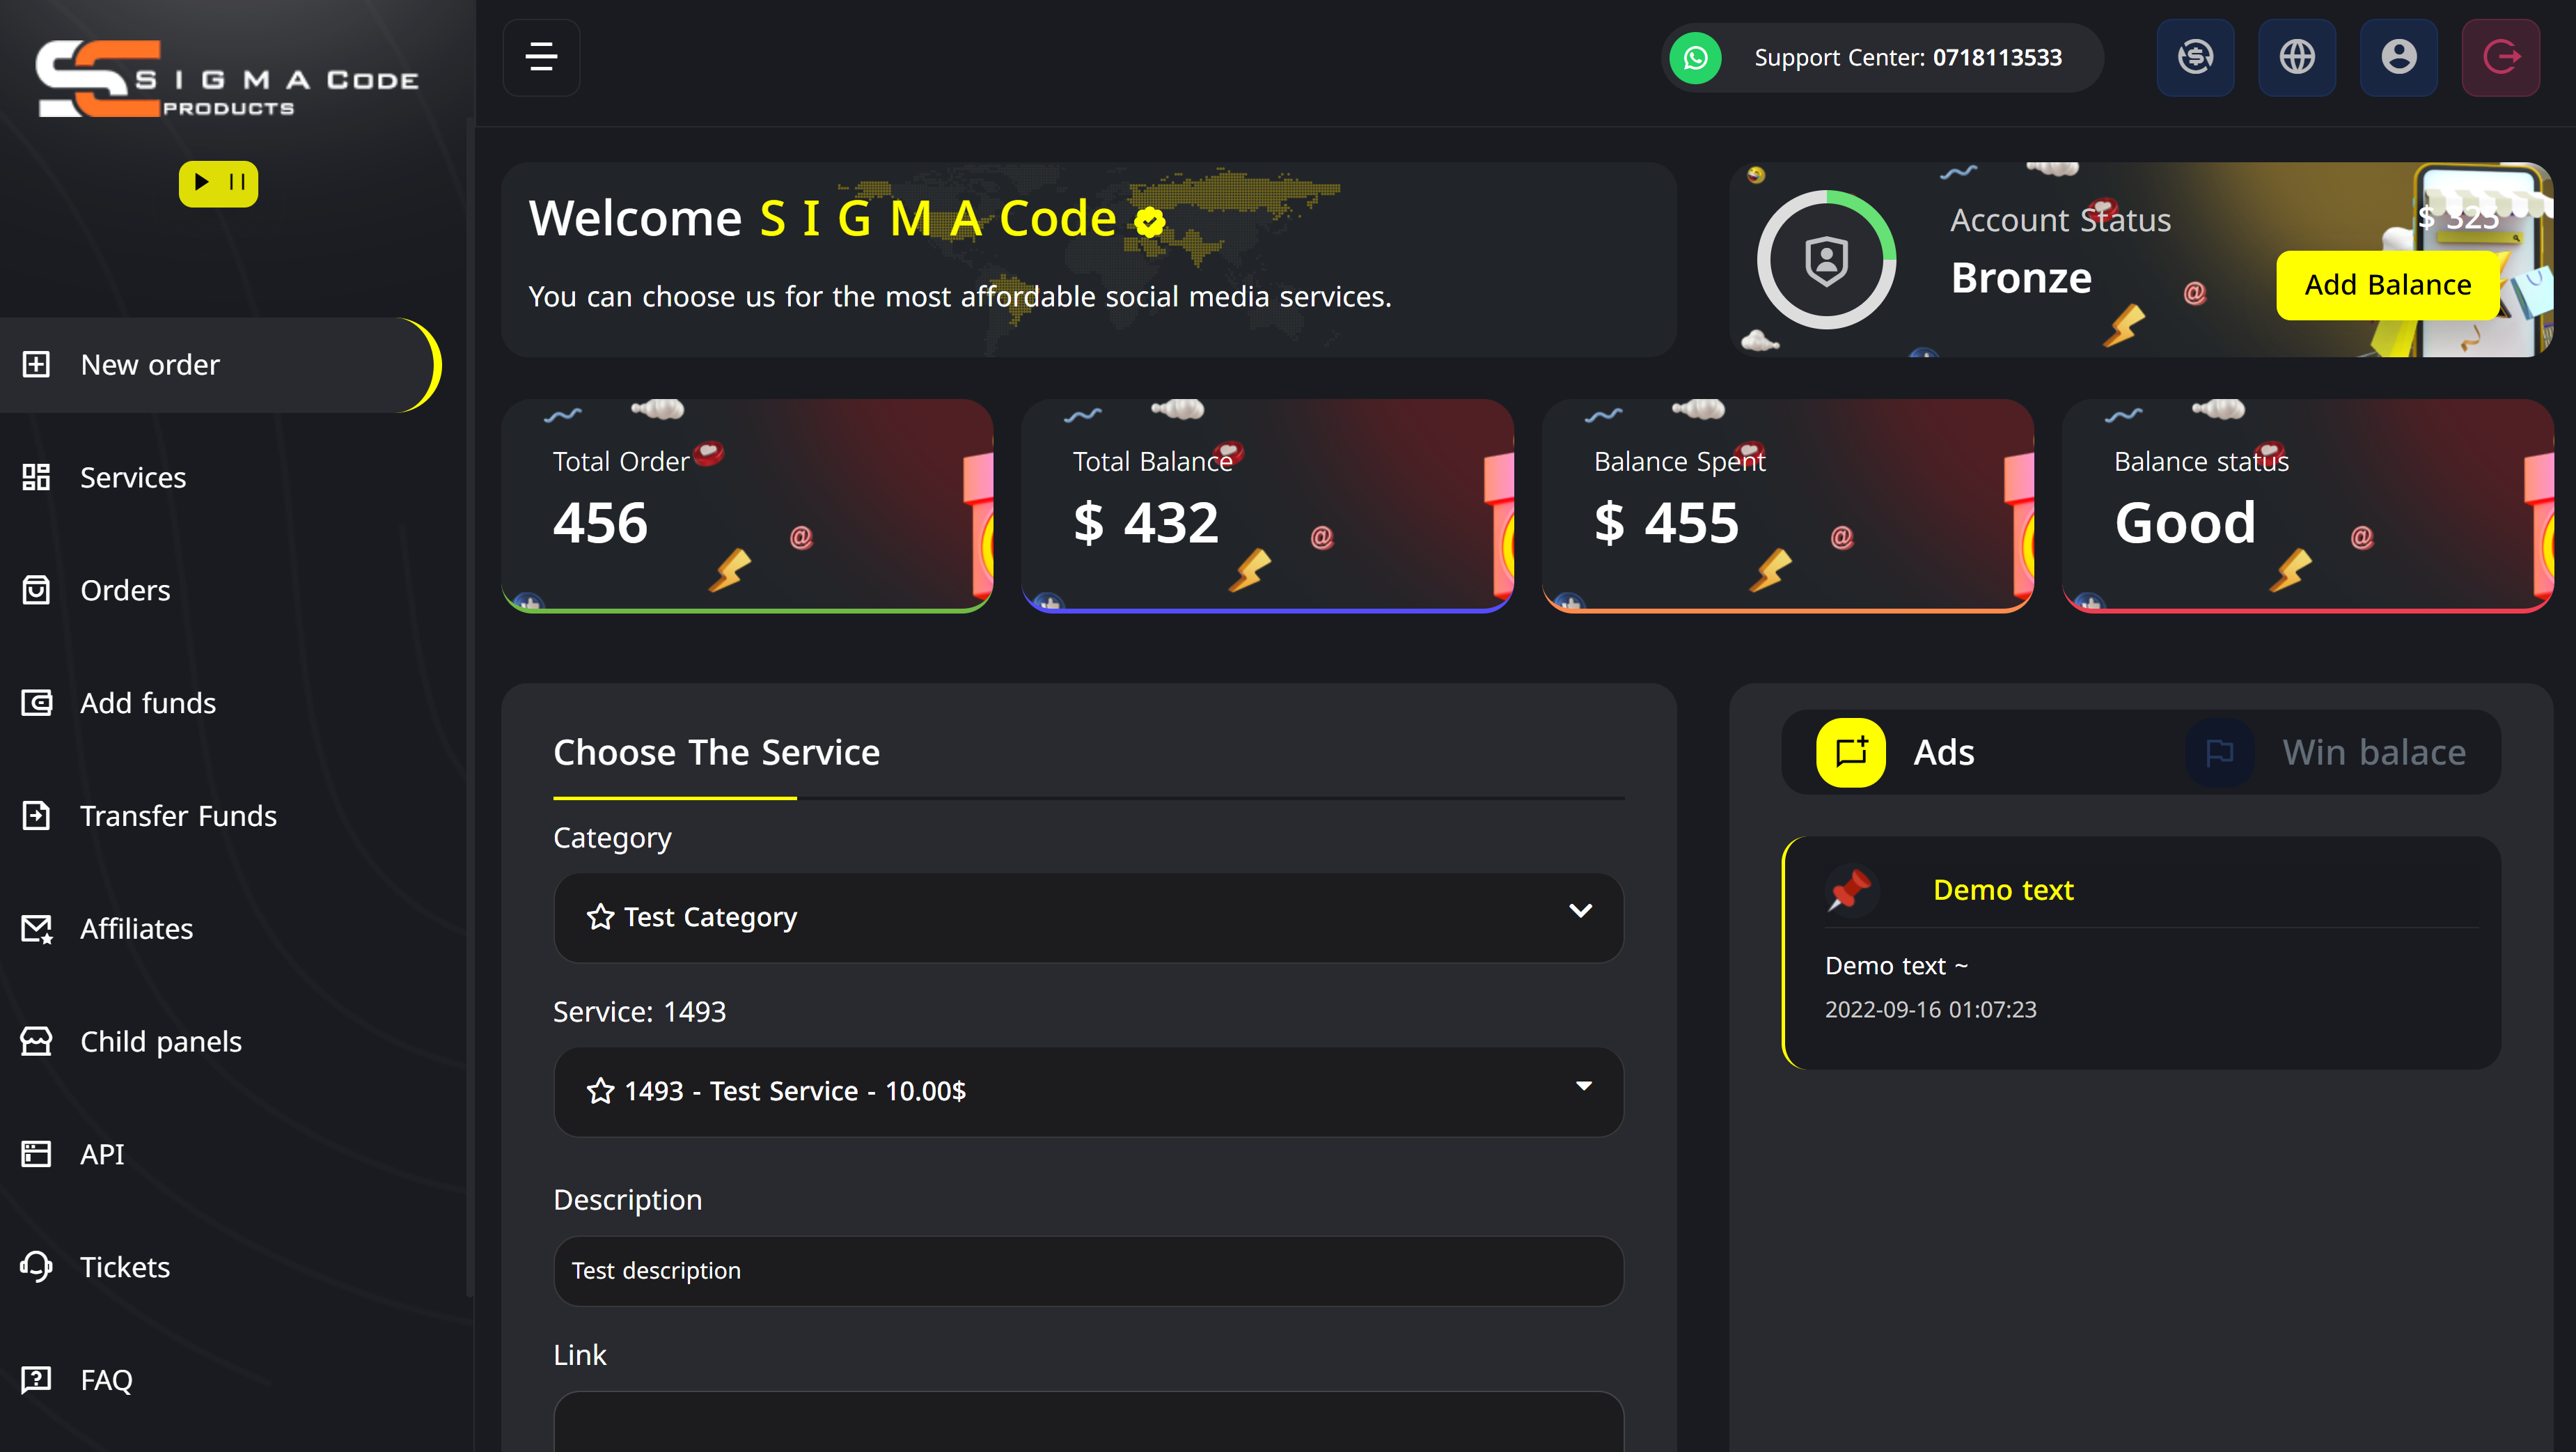 S I G M A CODE
PRODUCTS
Support Center: 0718113533
New order
Services
Orders
Add funds
Transfer Funds
Affiliates
Child panels
API
Tickets
FAQ
Welcome S I G M A Code
You can choose us for the most affordable social media services.
Account Status
Bronze
$ 323
Add Balance
Total Order
456
Total Balance
$ 432
Balance Spent
$ 455
Balance status
Good
Choose The Service
Category
Test Category
Service: 1493
1493 - Test Service - 10.00$
Description
Test description
Link
Ads
Win balace
Demo text
Demo text ~
2022-09-16 01:07:23